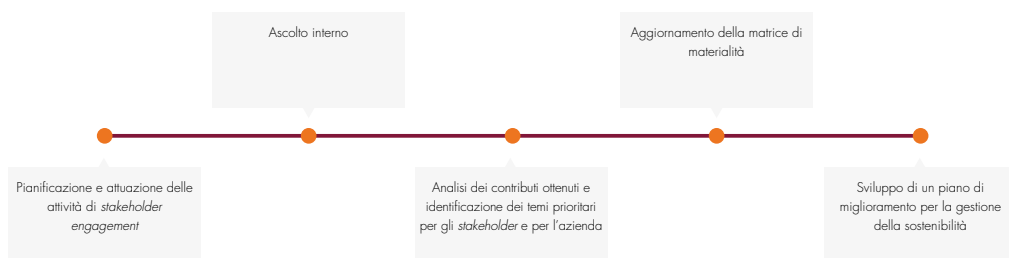 Ascolto interno
Aggiornamento della matrice di
materialità
Pianificazione e attuazione delle
attività di stakeholder
engagement
Analisi dei contributi ottenuti e
identificazione dei temi prioritari
per gli stakeholder e per l’azienda
Sviluppo di un piano di
miglioramento per la gestione
della sostenibilità